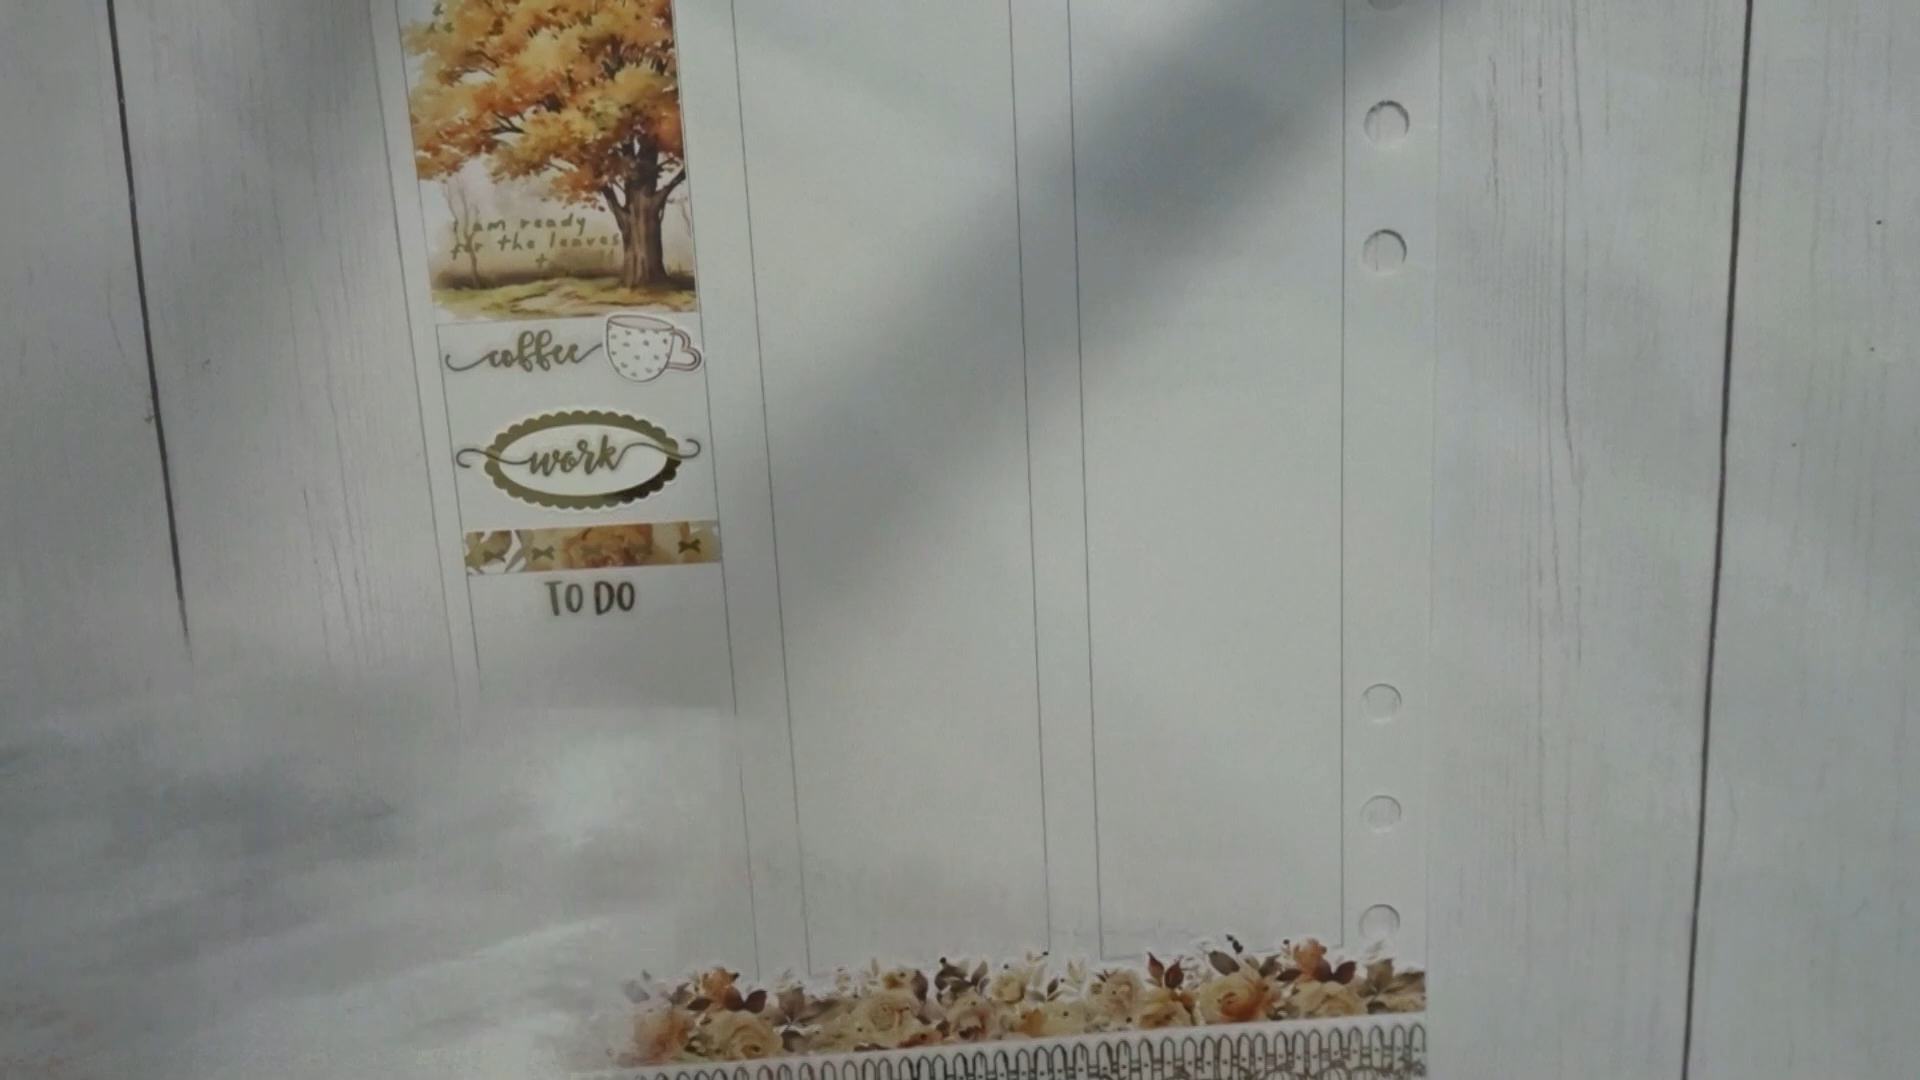 I am ready
for the leaves
coffee
work
TO DO